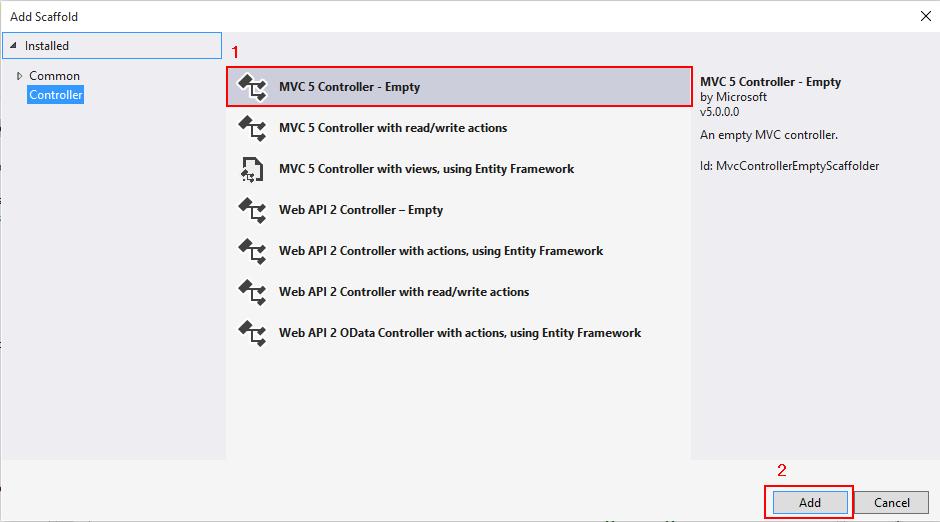 Add Scaffold
Installed
Common
Controller
1
MVC 5 Controller - Empty
MVC 5 Controller with read/write actions
MVC 5 Controller with views, using Entity Framework
Web API 2 Controller – Empty
Web API 2 Controller with actions, using Entity Framework
Web API 2 Controller with read/write actions
Web API 2 OData Controller with actions, using Entity Framework
MVC 5 Controller - Empty
by Microsoft
v5.0.0.0
An empty MVC controller.
Id: MvcControllerEmptyScaffolder
2
Add
Cancel